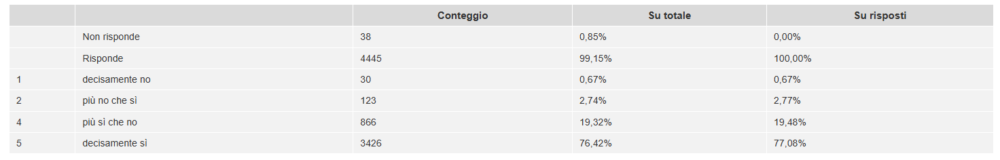 Conteggio Su totale Su risposti
Non risponde 38 0,85% 0,00%
Risponde 4445 99,15% 100,00%
1 decisamente no 30 0,67% 0,67%
2 più no che sì 123 2,74% 2,77%
4 più sì che no 866 19,32% 19,48%
5 decisamente sì 3426 76,42% 77,08%